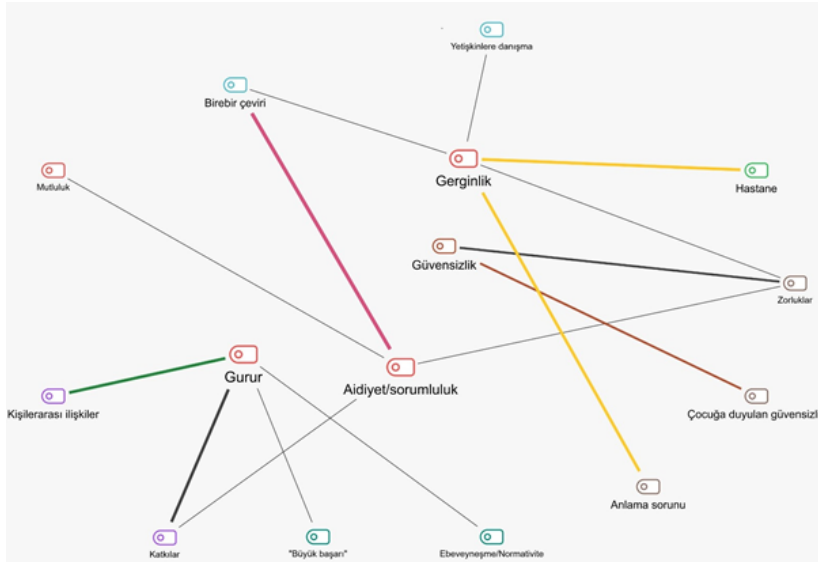 Yetişkinlere danışma
Birebir çeviri
Gerginlik
Mutluluk
Hastane
Güvensizlik
Zorluklar
Gurur
Aidiyet/sorumluluk
Kişilerarası ilişkiler
Çocuğa duyulan güvensizl
Anlama sorunu
Katkılar
"Büyük başarı"
Ebeveyneşme/Normativite